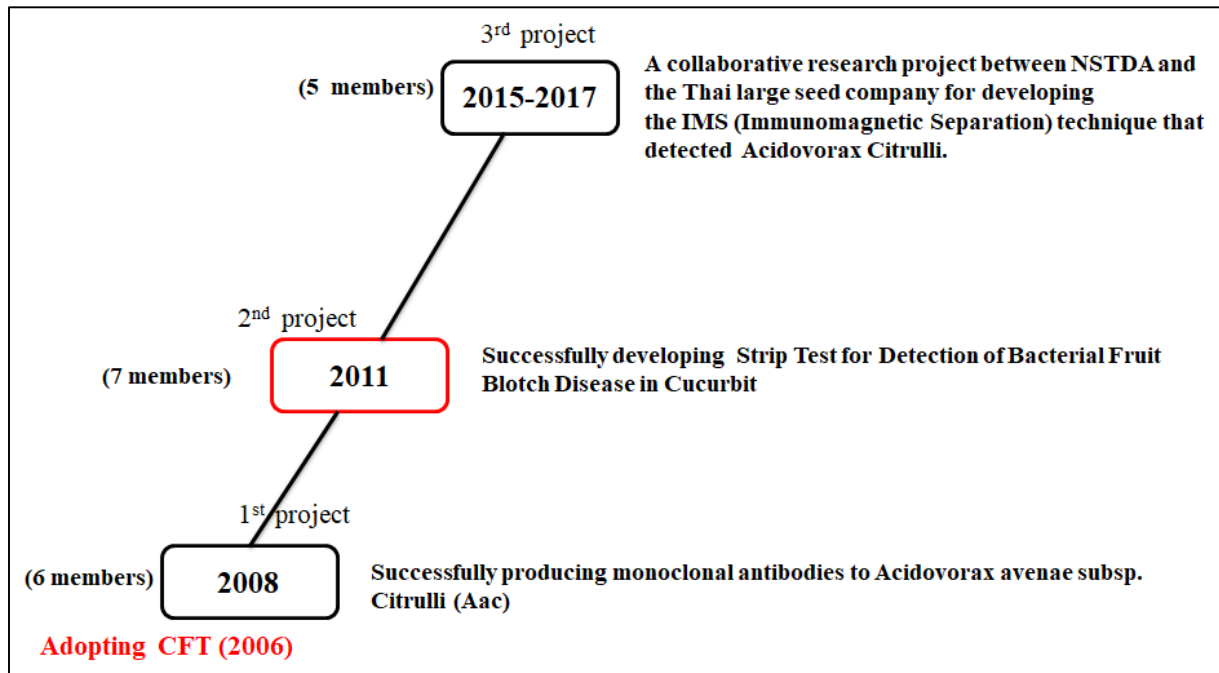 3rd project
(5 members)
2015-2017
A collaborative research project between NSTDA and
the Thai large seed company for developing
the IMS (Immunomagnetic Separation) technique that
detected Acidovorax Citrulli.
2nd project
(7 members)
2011
Successfully developing Strip Test for Detection of Bacterial Fruit
Blotch Disease in Cucurbit
1st project
(6 members)
2008
Successfully producing monoclonal antibodies to Acidovorax avenae subsp.
Citrulli (Aac)
Adopting CFT (2006)